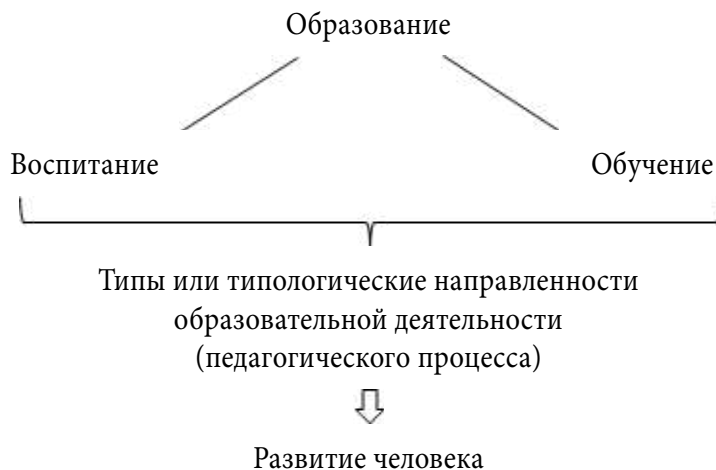 Образование
Воспитание Обучение
Типы или типологические направленности
образовательной деятельности
(педагогического процесса)
Развитие человека